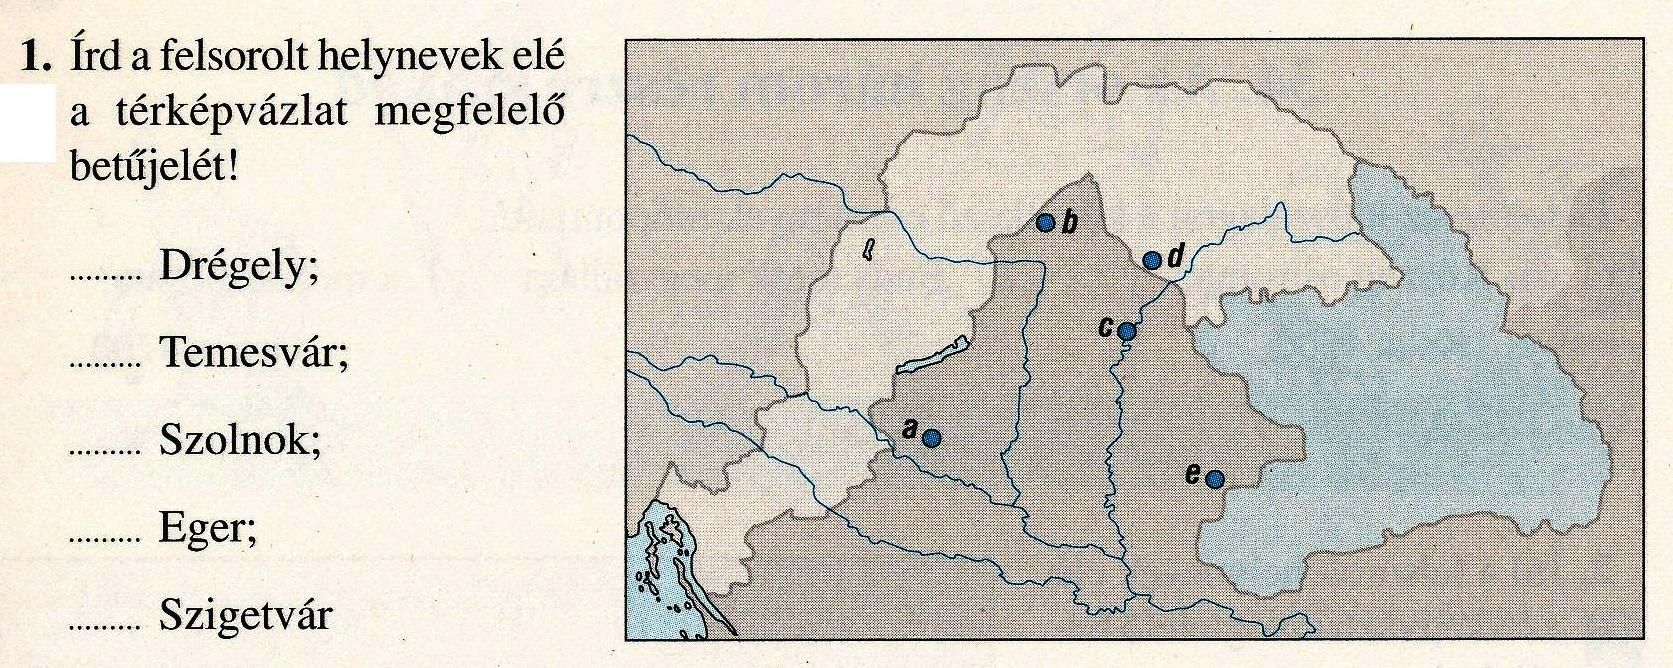 1. Írd a felsorolt helynevek elé
a térképvázlat megfelelő
betűjelét!
......... Drégely;
......... Temesvár;
......... Szolnok;
......... Eger;
......... Szigetvár
b
d
c
a
e